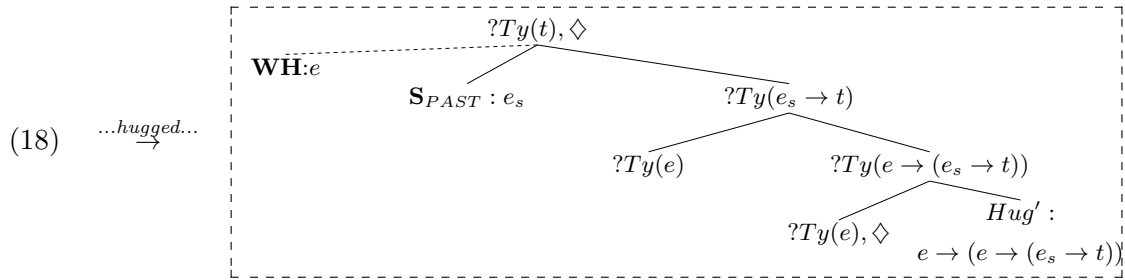 ?Ty(t), ♢
WH:e
S_PAST : e_s
?Ty(e_s → t)
(18) ...hugged... →
?Ty(e)
?Ty(e → (e_s → t))
?Ty(e), ♢
Hug′ :
e → (e → (e_s → t))